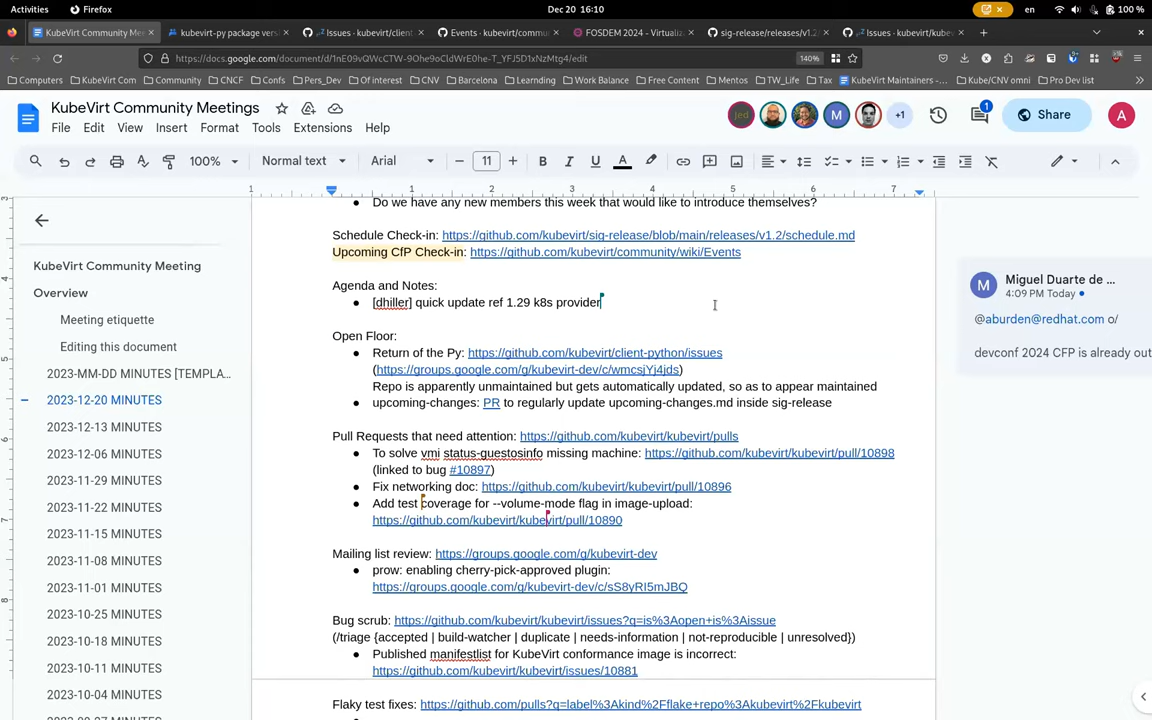 Activities Firefox Dec 20 16:10 en 100 %
KubeVirt Community Me
kubevirt-py package vers
Issues · kubevirt/clien
Events · kubevirt/commu
FOSDEM 2024 - Virtualiz
sig-release/releases/v1.2
Issues · kubevirt/kube
https://docs.google.com/document/d/1nE09vQWcCTW-9Ohe9oCldWrE0he-T_YFJ5D1xNzMtg4/edit 140%
Computers KubeVirt Com Community CNCF Confs Pers_Dev Of interest CNV Barcelona Learnding Work Balance Free Content Mentos TW_Life Tax KubeVirt Maintainers -... Kube/CNV omni Pro Dev list
KubeVirt Community Meetings
Jed M +1 1 Share A
File Edit View Insert Format Tools Extensions Help
100% Normal text Arial 11 B I U A
1 1 2 3 4 5 6 7
KubeVirt Community Meeting
Overview
Meeting etiquette
Editing this document
2023-MM-DD MINUTES [TEMPLA...
2023-12-20 MINUTES
2023-12-13 MINUTES
2023-12-06 MINUTES
2023-11-29 MINUTES
2023-11-22 MINUTES
2023-11-15 MINUTES
2023-11-08 MINUTES
2023-11-01 MINUTES
2023-10-25 MINUTES
2023-10-18 MINUTES
2023-10-11 MINUTES
2023-10-04 MINUTES
● Do we have any new members this week that would like to introduce themselves?
Schedule Check-in: https://github.com/kubevirt/sig-release/blob/main/releases/v1.2/schedule.md
Upcoming CfP Check-in: https://github.com/kubevirt/community/wiki/Events
Agenda and Notes:
● [dhiller] quick update ref 1.29 k8s provider
Open Floor:
● Return of the Py: https://github.com/kubevirt/client-python/issues
(https://groups.google.com/g/kubevirt-dev/c/wmcsjYj4jds)
Repo is apparently unmaintained but gets automatically updated, so as to appear maintained
● upcoming-changes: PR to regularly update upcoming-changes.md inside sig-release
Pull Requests that need attention: https://github.com/kubevirt/kubevirt/pulls
● To solve vmi status-guestosinfo missing machine: https://github.com/kubevirt/kubevirt/pull/10898
(linked to bug #10897)
● Fix networking doc: https://github.com/kubevirt/kubevirt/pull/10896
● Add test coverage for --volume-mode flag in image-upload:
https://github.com/kubevirt/kubevirt/pull/10890
Mailing list review: https://groups.google.com/g/kubevirt-dev
● prow: enabling cherry-pick-approved plugin:
https://groups.google.com/g/kubevirt-dev/c/sS8yRI5mJBQ
Bug scrub: https://github.com/kubevirt/kubevirt/issues?q=is%3Aopen+is%3Aissue
(/triage {accepted | build-watcher | duplicate | needs-information | not-reproducible | unresolved})
● Published manifestlist for KubeVirt conformance image is incorrect:
https://github.com/kubevirt/kubevirt/issues/10881
Flaky test fixes: https://github.com/pulls?q=label%3Akind%2Fflake+repo%3Akubevirt%2Fkubevirt
M Miguel Duarte de ...
4:09 PM Today
@aburden@redhat.com o/
devconf 2024 CFP is already out